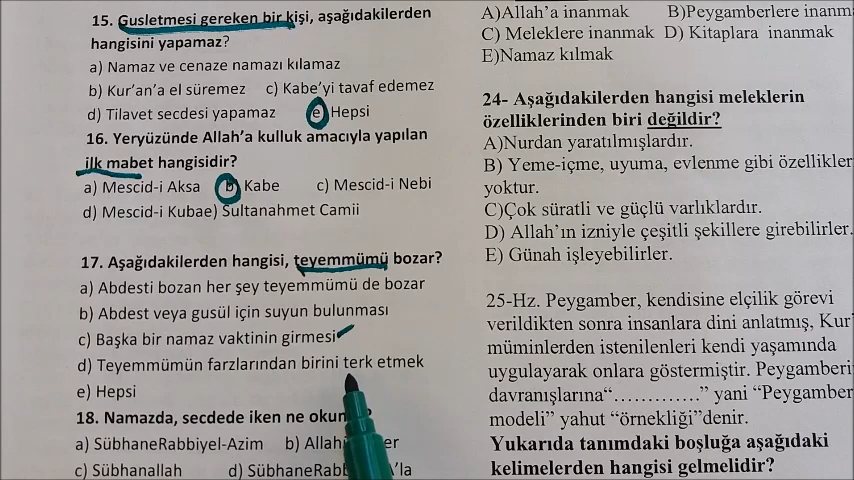 15. Gusletmesi gereken bir kişi, aşağıdakilerden
hangisini yapamaz?
a) Namaz ve cenaze namazı kılamaz
b) Kur'an'a el süremez c) Kabe'yi tavaf edemez
d) Tilavet secdesi yapamaz e Hepsi
16. Yeryüzünde Allah'a kulluk amacıyla yapılan
ilk mabet hangisidir?
a) Mescid-i Aksa b) Kabe c) Mescid-i Nebi
d) Mescid-i Kubae) Sultanahmet Camii
17. Aşağıdakilerden hangisi, teyemmümü bozar?
a) Abdesti bozan her şey teyemmümü de bozar
b) Abdest veya gusül için suyun bulunması
c) Başka bir namaz vaktinin girmesi
d) Teyemmümün farzlarından birini terk etmek
e) Hepsi
18. Namazda, secdede iken ne
a) SübhaneRabbiyel-Azim b)
c) Sübhanallah d)
A)Allah'a inanmak B)Peygamberlere
C) Meleklere inanmak D) Kitaplara inanmak
E)Namaz kılmak
24- Aşağıdakilerden hangisi meleklerin
özelliklerinden biri değildir?
A)Nurdan yaratılmışlardır.
B) Yeme-içme, uyuma, evlenme gibi özellikler
yoktur.
C)Çok süratli ve güçlü varlıklardır.
D) Allah'ın izniyle çeşitli şekillere girebilirler.
E) Günah işleyebilirler.
25-Hz. Peygamber, kendisine elçilik görevi
verildikten sonra insanlara dini anlatmış, Kur'
müminlerden istenilenleri kendi yaşamında
uygulayarak onlara göstermiştir. Peygamberi
davranışlarına“………….” yani “Peygamber
modeli” yahut “örnekliği”denir.
Yukarıda tanımdaki boşluğa aşağıdaki
kelimelerden hangisi gelmelidir?